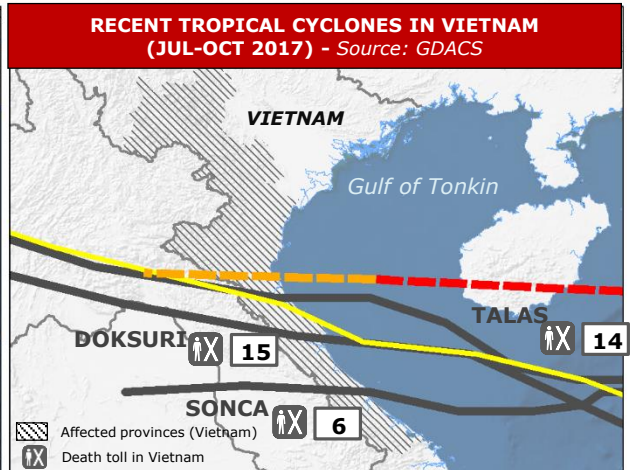 RECENT TROPICAL CYCLONES IN VIETNAM
(JUL-OCT 2017) - Source: GDACS
VIETNAM
Gulf of Tonkin
TALAS
14
DOKSURI
15
SONCA
6
Affected provinces (Vietnam)
Death toll in Vietnam